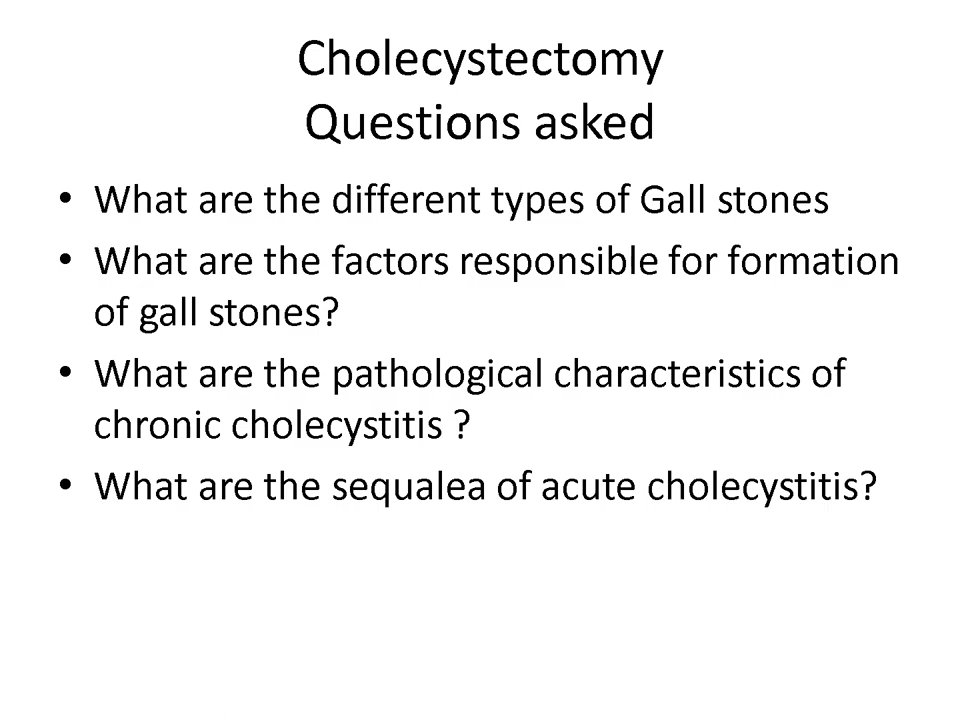 Cholecystectomy
Questions asked
• What are the different types of Gall stones
• What are the factors responsible for formation
of gall stones?
• What are the pathological characteristics of
chronic cholecystitis ?
• What are the sequalea of acute cholecystitis?